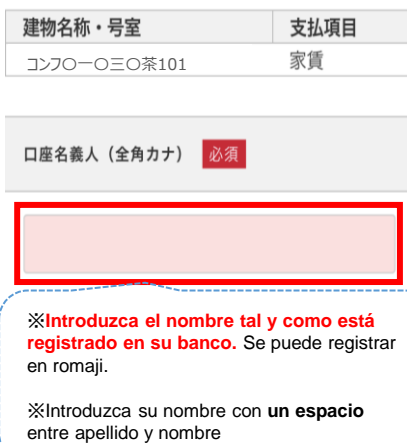 建物名称・号室 支払項目
コンフ〇ー〇三〇茶101 家賃
口座名義人（全角カナ） 必須
※Introduzca el nombre tal y como está
registrado en su banco. Se puede registrar
en romaji.
※Introduzca su nombre con un espacio
entre apellido y nombre